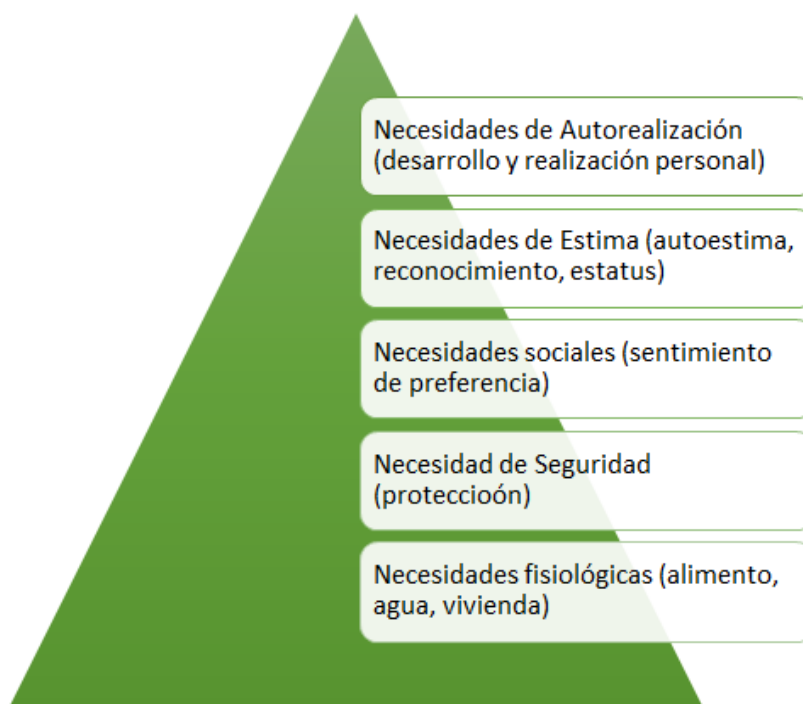 Necesidades de Autorealización
(desarrollo y realización personal)
Necesidades de Estima (autoestima,
reconocimiento, estatus)
Necesidades sociales (sentimiento
de preferencia)
Necesidad de Seguridad
(proteccioón)
Necesidades fisiológicas (alimento,
agua, vivienda)